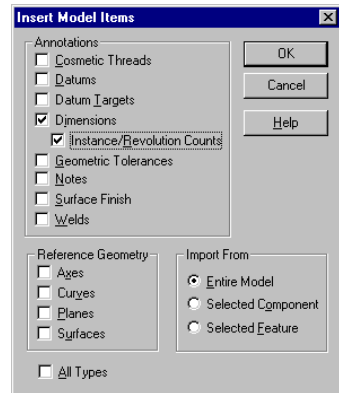 Insert Model Items
Annotations
Cosmetic Threads
Datums
Datum Targets
Dimensions
Instance/Revolution Counts
Geometric Tolerances
Notes
Surface Finish
Welds
OK
Cancel
Help
Reference Geometry
Axes
Curves
Planes
Surfaces
Import From
Entire Model
Selected Component
Selected Feature
All Types